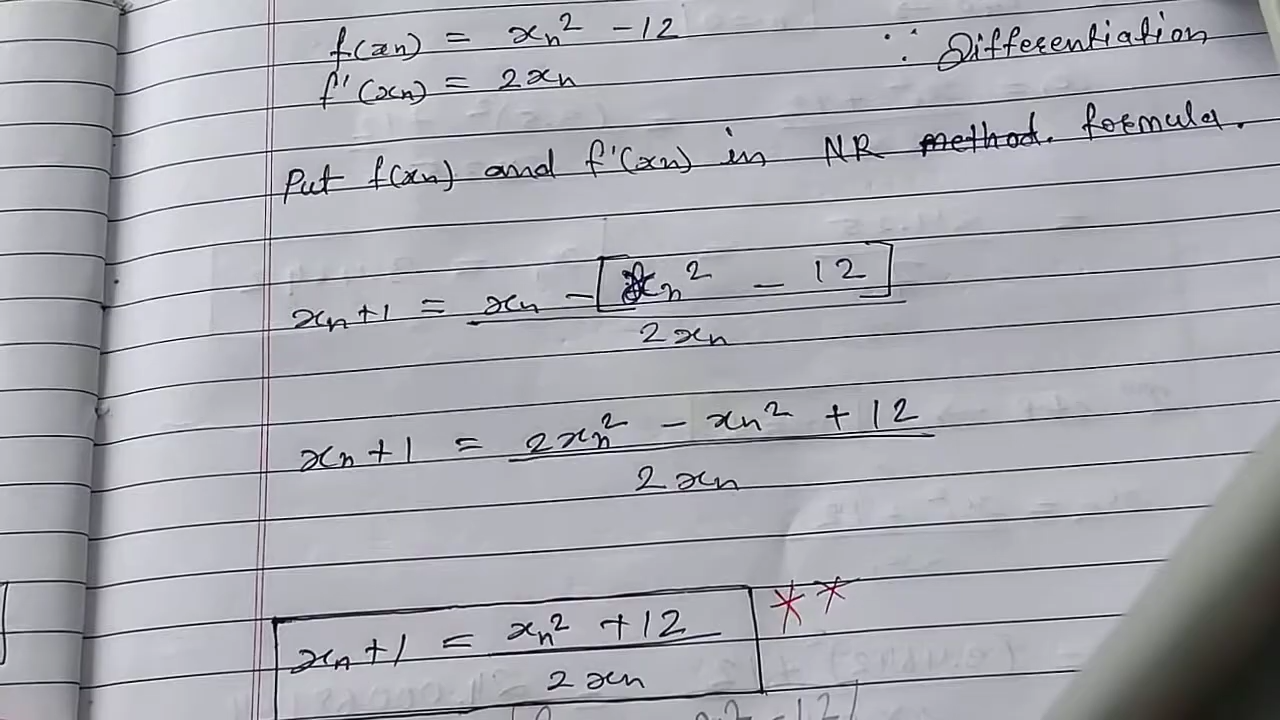 f(xn) = xn² - 12
f'(xn) = 2xn ∵ Differentiation
Put f(xn) and f'(xn) in NR method. formula.
xn+1 = xn - [xn² - 12]
2xn
xn+1 = 2xn² - xn² + 12
2xn
xn+1 = xn² + 12 **
2xn